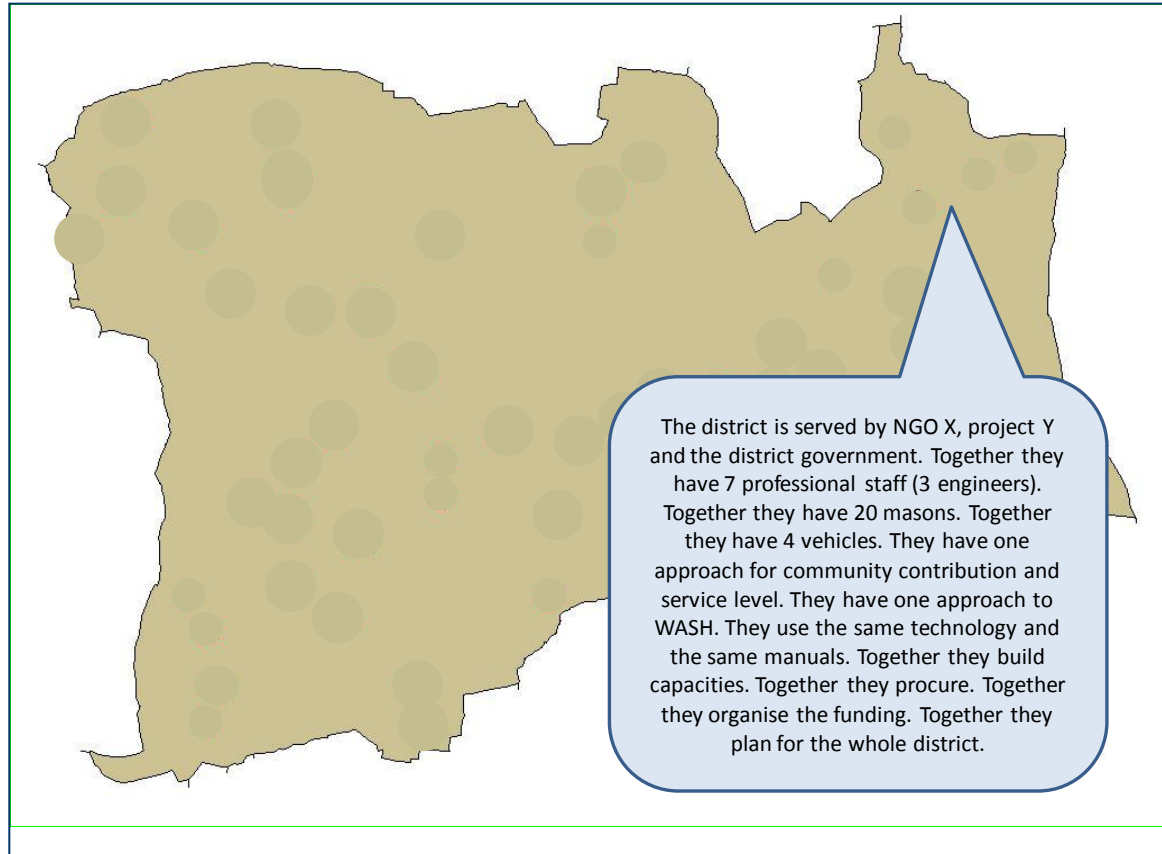 The district is served by NGO X, project Y
and the district government. Together they
have 7 professional staff (3 engineers).
Together they have 20 masons. Together
they have 4 vehicles. They have one
approach for community contribution and
service level. They have one approach to
WASH. They use the same technology and
the same manuals. Together they build
capacities. Together they procure. Together
they organise the funding. Together they
plan for the whole district.